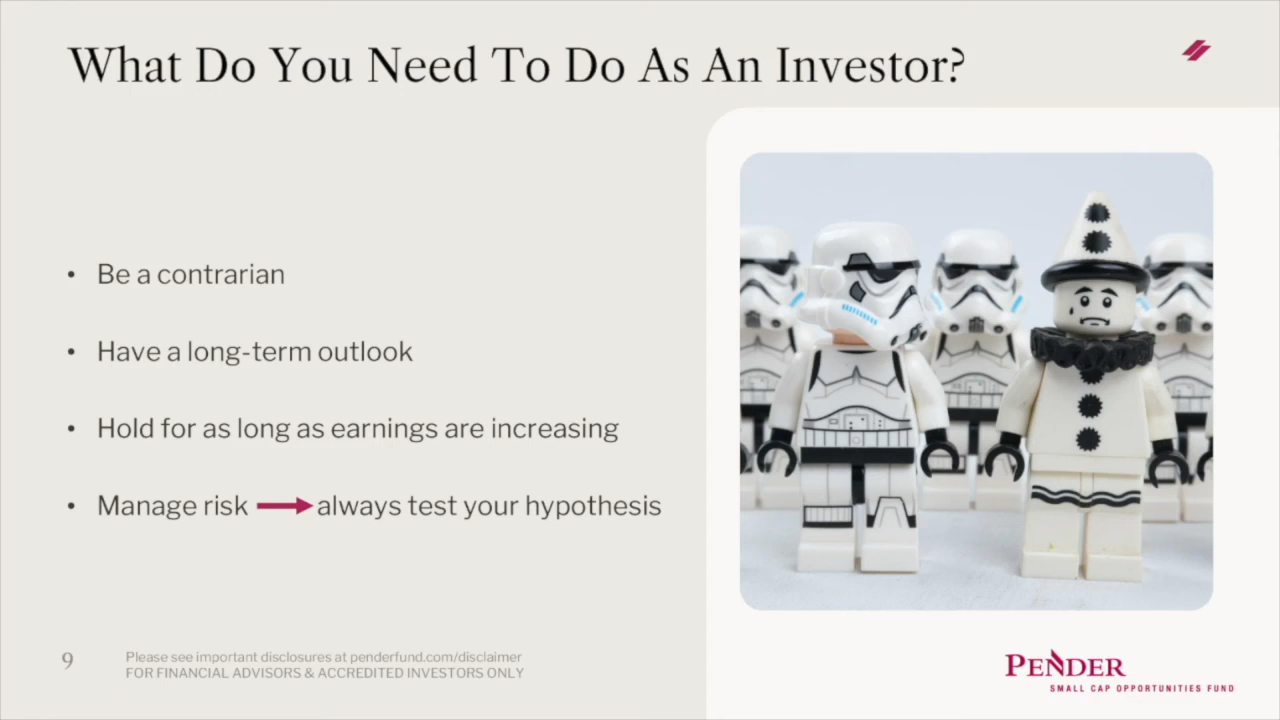 What Do You Need To Do As An Investor?
• Be a contrarian
• Have a long-term outlook
• Hold for as long as earnings are increasing
• Manage risk → always test your hypothesis
9
Please see important disclosures at penderfund.com/disclaimer
FOR FINANCIAL ADVISORS & ACCREDITED INVESTORS ONLY
PENDER
SMALL CAP OPPORTUNITIES FUND